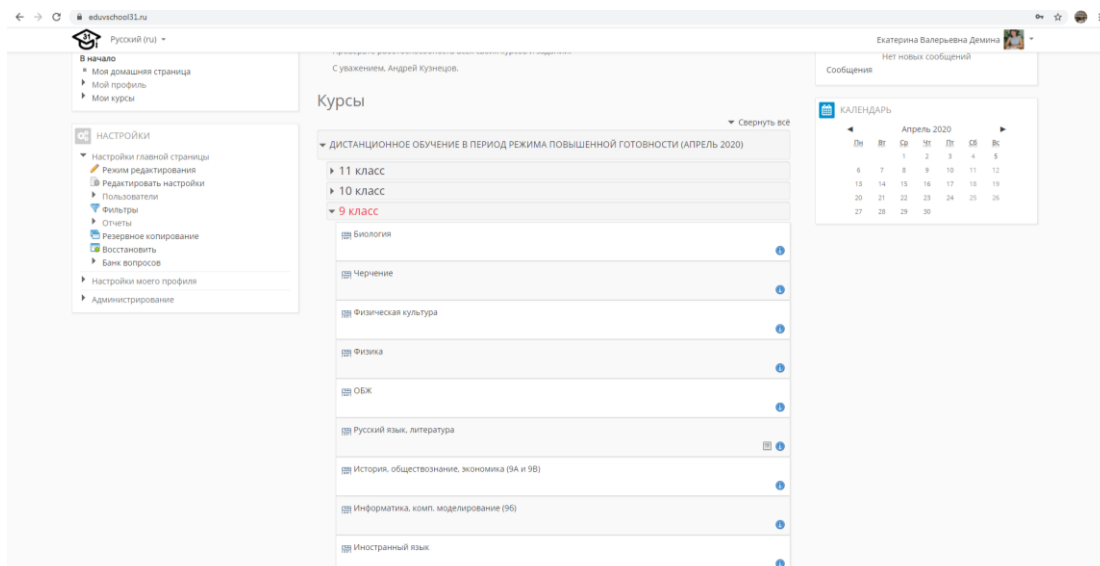 eduvschool31.ru
31
Русский (ru)
Екатерина Валерьевна Демина
В начало
Моя домашняя страница
Мой профиль
Мои курсы
НАСТРОЙКИ
Настройки главной страницы
Режим редактирования
Редактировать настройки
Пользователи
Фильтры
Отчеты
Резервное копирование
Восстановить
Банк вопросов
Настройки моего профиля
Администрирование
С уважением, Андрей Кузнецов.
Курсы
Свернуть всё
ДИСТАНЦИОННОЕ ОБУЧЕНИЕ В ПЕРИОД РЕЖИМА ПОВЫШЕННОЙ ГОТОВНОСТИ (АПРЕЛЬ 2020)
11 класс
10 класс
9 класс
Биология
Черчение
Физическая культура
Физика
ОБЖ
Русский язык, литература
История, обществознание, экономика (9А и 9В)
Информатика, комп. моделирование (9б)
Иностранный язык
Нет новых сообщений
Сообщения
КАЛЕНДАРЬ
Апрель 2020
Пн Вт Ср Чт Пт Сб Вс
1 2 3 4 5
6 7 8 9 10 11 12
13 14 15 16 17 18 19
20 21 22 23 24 25 26
27 28 29 30